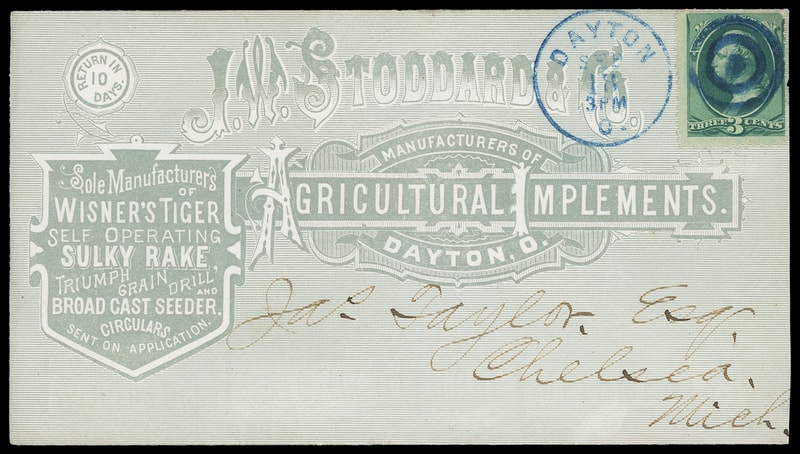 RETURN IN
10
DAYS.
J.W. STODDARD & CO.
MANUFACTURERS OF
AGRICULTURAL IMPLEMENTS.
DAYTON, O.
Sole Manufacturers
OF
WISNER'S TIGER
SELF OPERATING
SULKY RAKE,
TRIUMPH GRAIN DRILL,
AND
BROAD CAST SEEDER.
CIRCULARS
SENT ON APPLICATION.
DAYTON
18
3PM
O.
THREE 3 CENTS
Jas. Taylor. Esq.
Chelsea.
Mich.